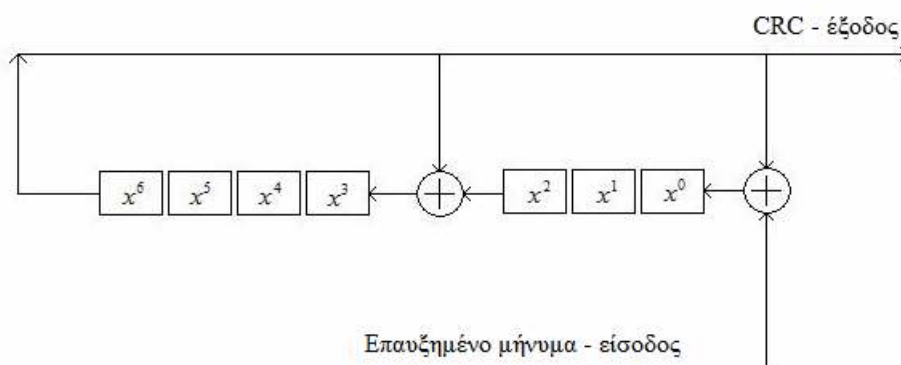 CRC - έξοδος
x⁶ x⁵ x⁴ x³ + x² x¹ x⁰ +
Επαυξημένο μήνυμα - είσοδος